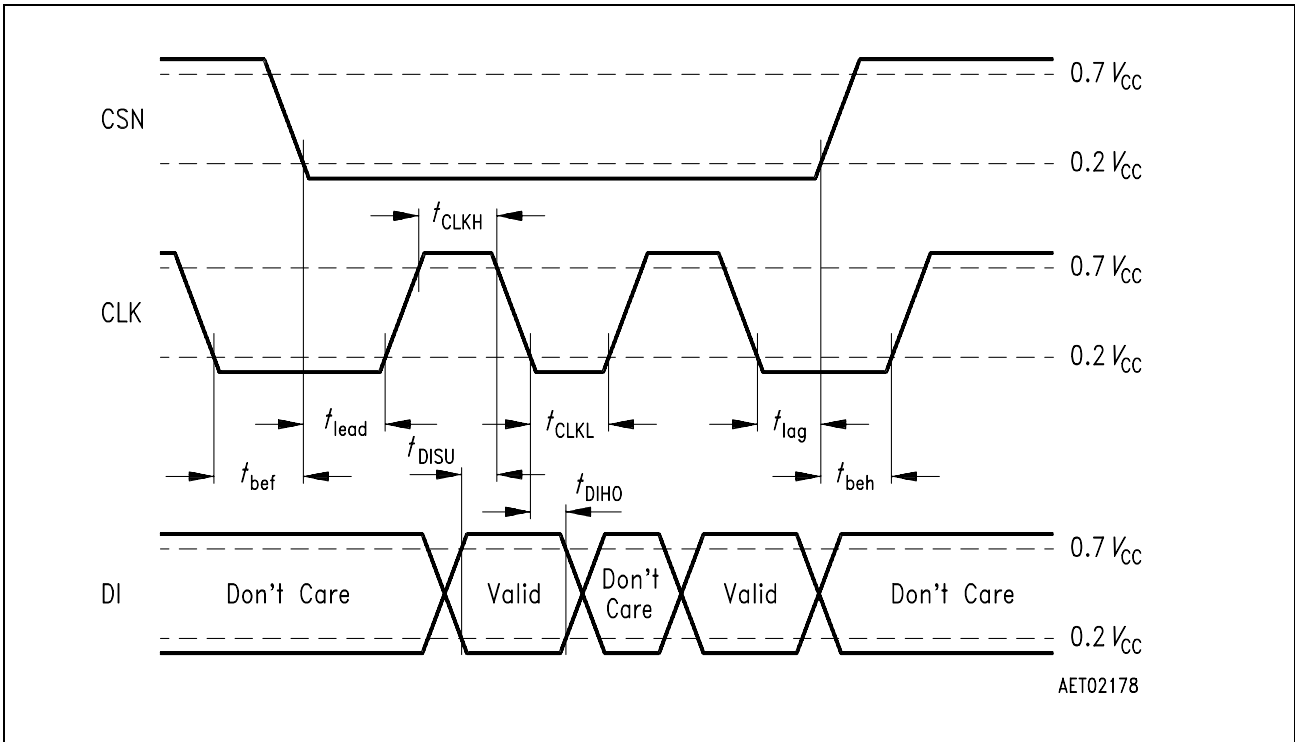 0.7 VCC
CSN
0.2 VCC
tCLKH
0.7 VCC
CLK
0.2 VCC
tlead
tCLKL
tlag
tDISU
tbef
tbeh
tDIHO
0.7 VCC
DI
Don't Care
Valid
Don't
Care
Valid
Don't Care
0.2 VCC
AET02178